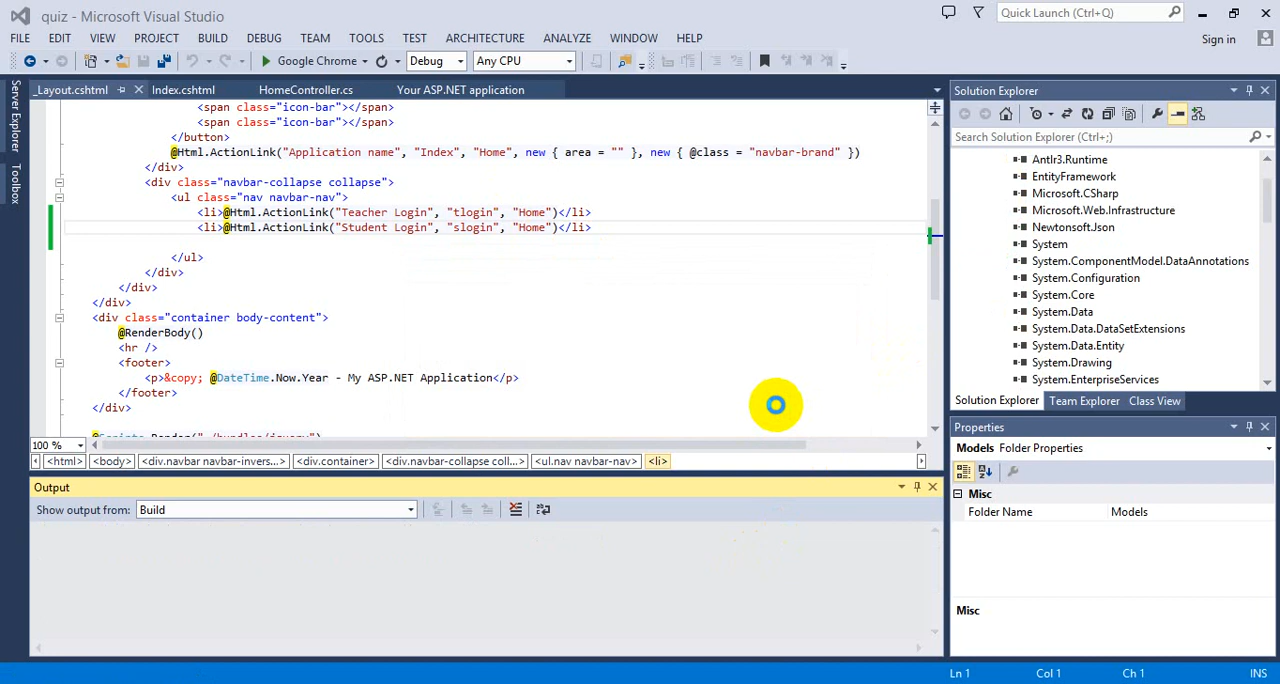 quiz - Microsoft Visual Studio
Quick Launch (Ctrl+Q)
FILE EDIT VIEW PROJECT BUILD DEBUG TEAM TOOLS TEST ARCHITECTURE ANALYZE WINDOW HELP
Sign in
Google Chrome Debug Any CPU
Server Explorer
Toolbox
_Layout.cshtml Index.cshtml HomeController.cs Your ASP.NET application
<span class="icon-bar"></span>
<span class="icon-bar"></span>
</button>
@Html.ActionLink("Application name", "Index", "Home", new { area = "" }, new { @class = "navbar-brand" })
</div>
<div class="navbar-collapse collapse">
<ul class="nav navbar-nav">
<li>@Html.ActionLink("Teacher Login", "tlogin", "Home")</li>
<li>@Html.ActionLink("Student Login", "slogin", "Home")</li>
</ul>
</div>
</div>
</div>
<div class="container body-content">
@RenderBody()
<hr />
<footer>
<p>&copy; @DateTime.Now.Year - My ASP.NET Application</p>
</footer>
</div>
100 %
<html> <body> <div.navbar navbar-invers...> <div.container> <div.navbar-collapse coll...> <ul.nav navbar-nav> <li>
Output
Show output from: Build
Solution Explorer
Search Solution Explorer (Ctrl+;)
Antlr3.Runtime
EntityFramework
Microsoft.CSharp
Microsoft.Web.Infrastructure
Newtonsoft.Json
System
System.ComponentModel.DataAnnotations
System.Configuration
System.Core
System.Data
System.Data.DataSetExtensions
System.Data.Entity
System.Drawing
System.EnterpriseServices
Solution Explorer Team Explorer Class View
Properties
Models Folder Properties
Misc
Folder Name Models
Misc
Ln 1 Col 1 Ch 1 INS